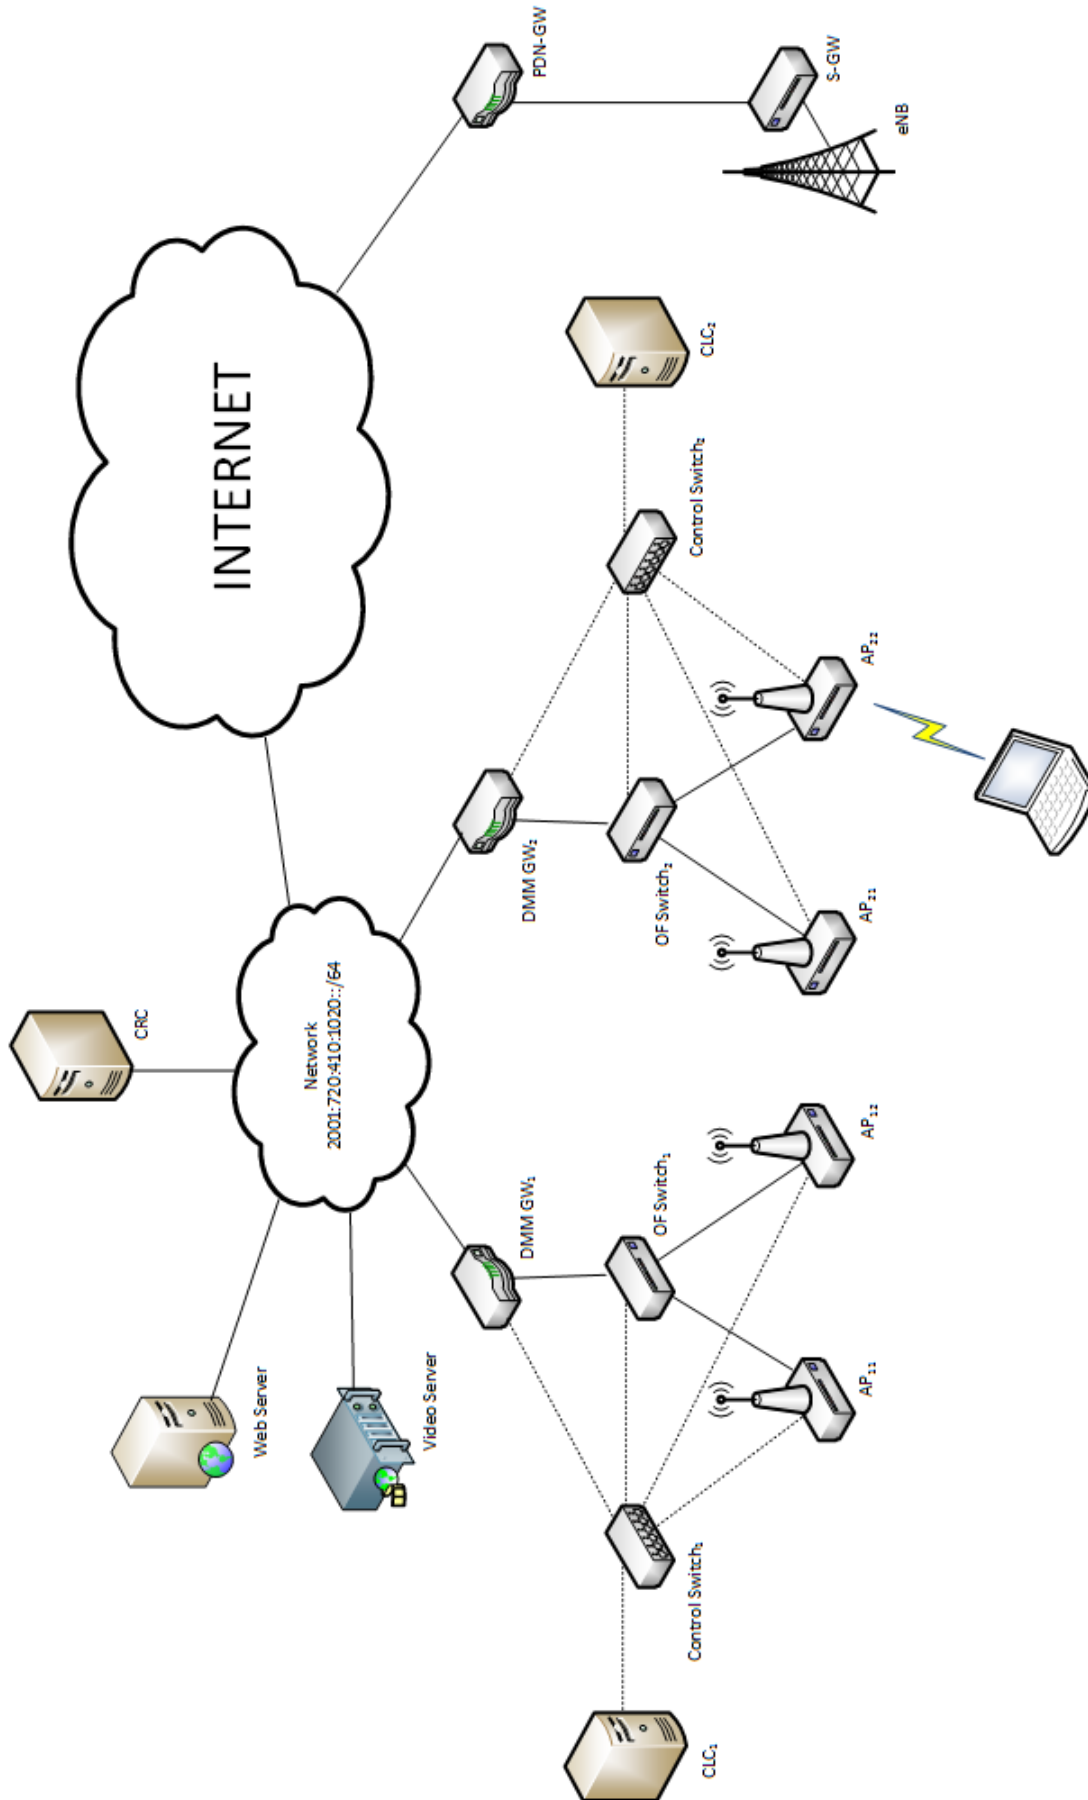 CRC
INTERNET
Web Server
Network
2001:720:410:1020::/64
Video Server
DMM GW₁
DMM GW₂
PDN-GW
CLC₁
Control Switch₁
OF Switch₁
OF Switch₂
Control Switch₂
CLC₂
AP₁₁
AP₁₂
AP₂₁
AP₂₂
S-GW
eNB